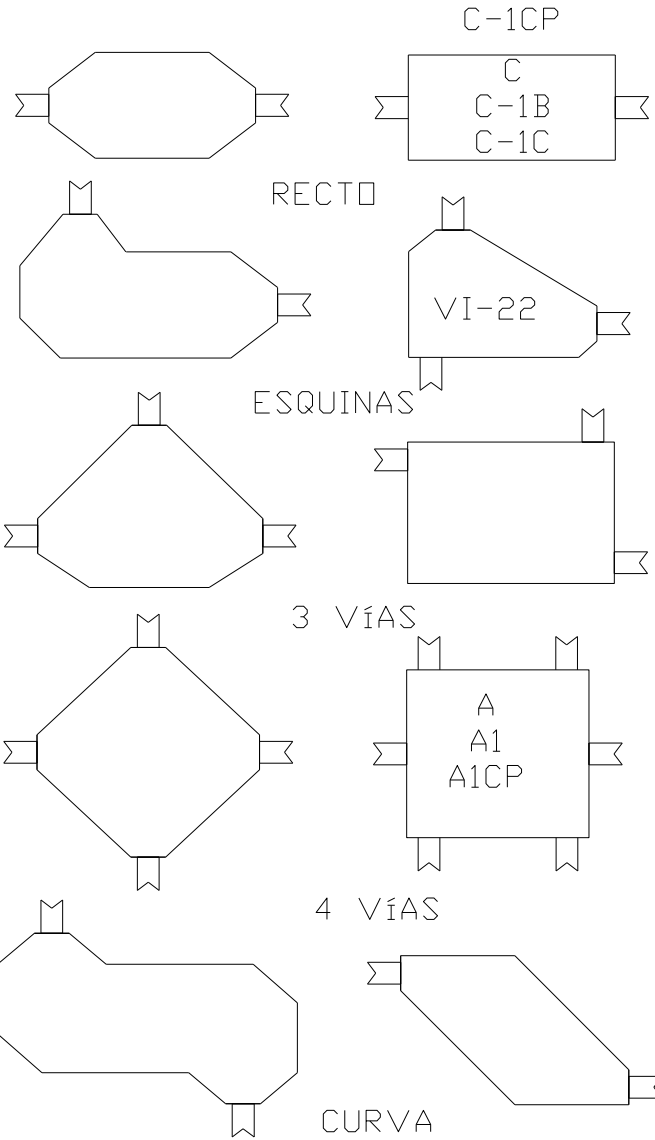 C-1CP
C
C-1B
C-1C
RECTO
VI-22
ESQUINAS
3 VíAS
A
A1
A1CP
4 VíAS
CURVA